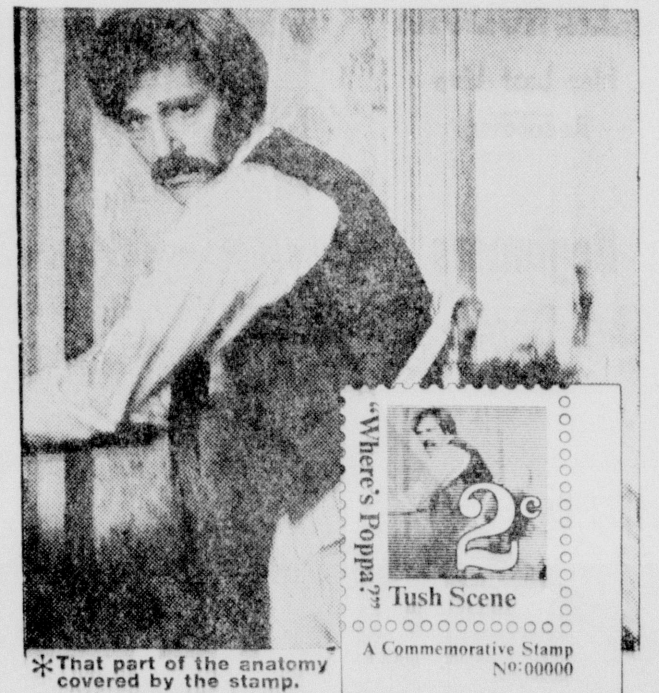 “Where's Poppa?”
2¢
Tush Scene
A Commemorative Stamp
Nº:00000
*That part of the anatomy
covered by the stamp.